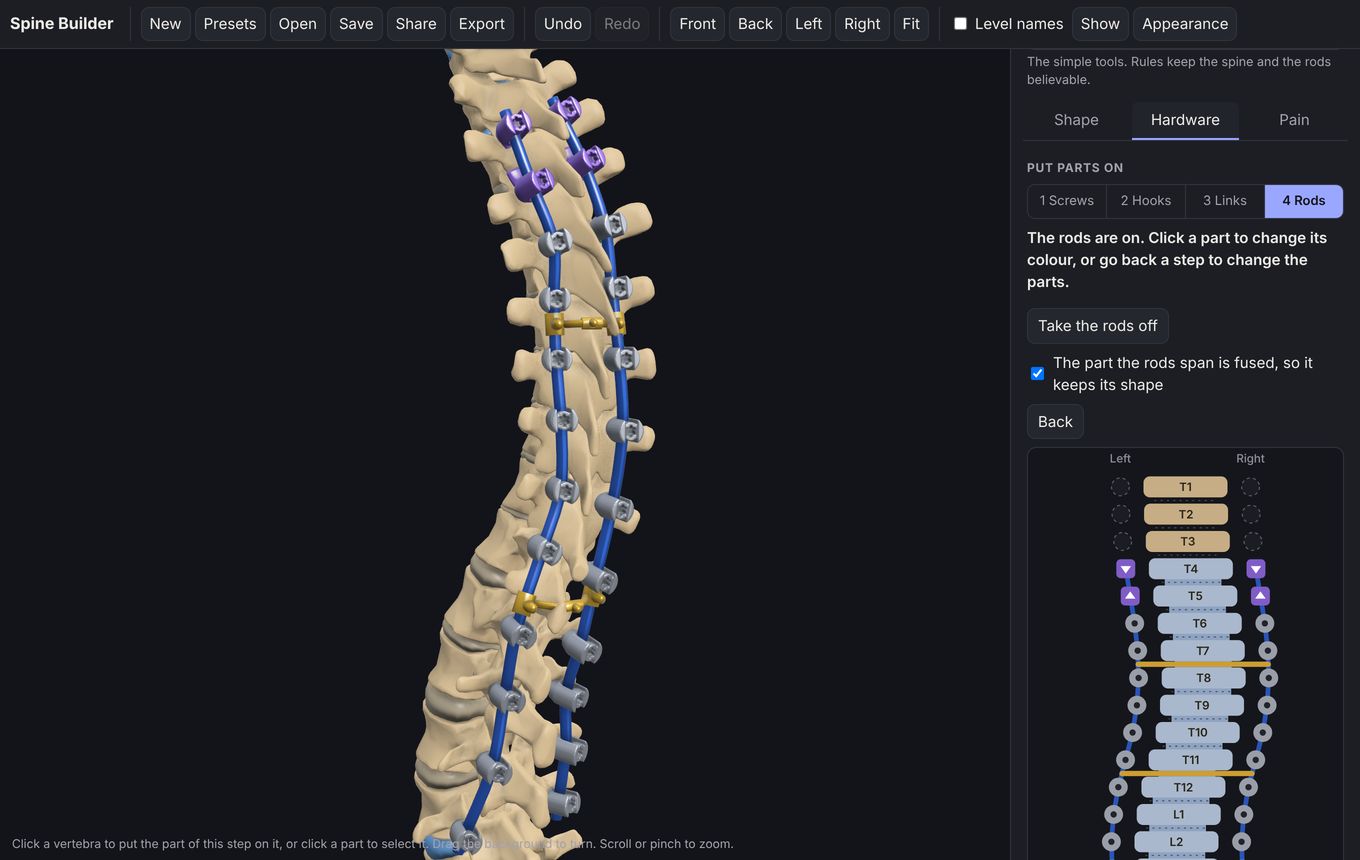 Spine Builder New Presets Open Save Share Export Undo Redo Front Back Left Right Fit Level names Show Appearance
The simple tools. Rules keep the spine and the rods
believable.
Shape Hardware Pain
PUT PARTS ON
1 Screws 2 Hooks 3 Links 4 Rods
The rods are on. Click a part to change its
colour, or go back a step to change the
parts.
Take the rods off
The part the rods span is fused, so it
keeps its shape
Back
Left Right
T1
T2
T3
T4
T5
T6
T7
T8
T9
T10
T11
T12
L1
L2
Click a vertebra to put the part of this step on it, or click a part to select it. Drag the background to turn. Scroll or pinch to zoom.